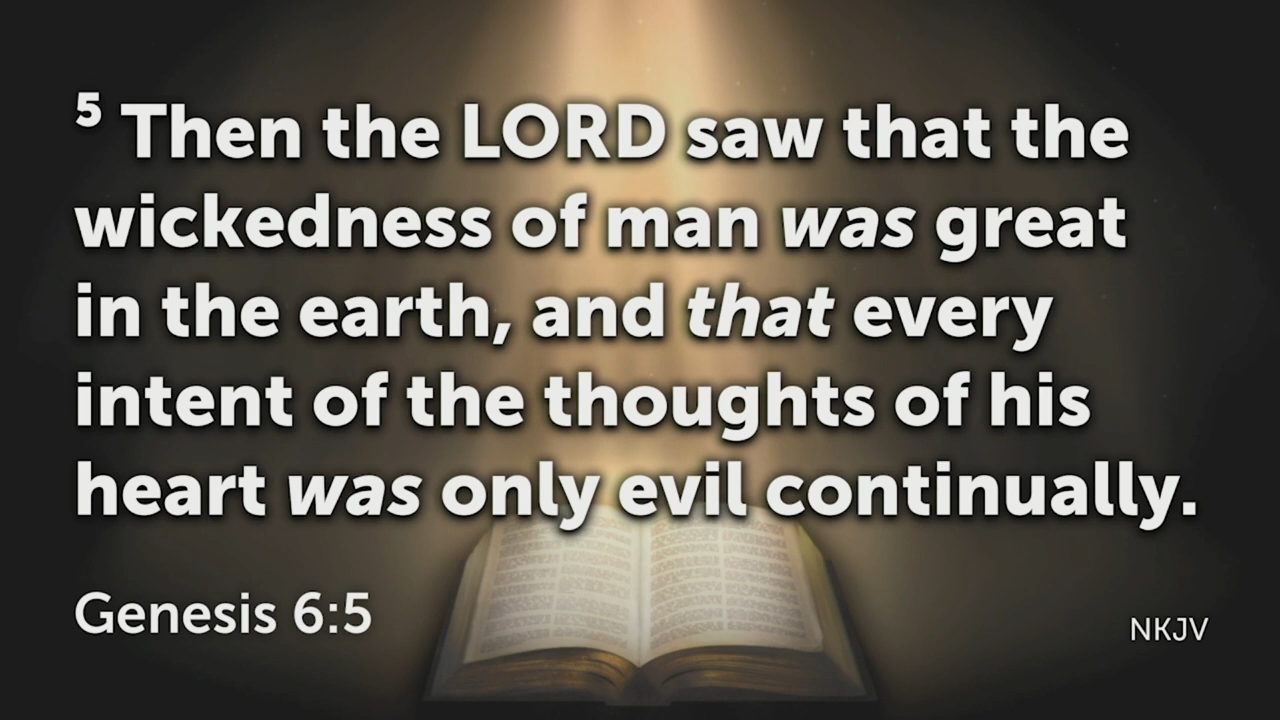 5 Then the LORD saw that the
wickedness of man was great
in the earth, and that every
intent of the thoughts of his
heart was only evil continually.
Genesis 6:5
NKJV